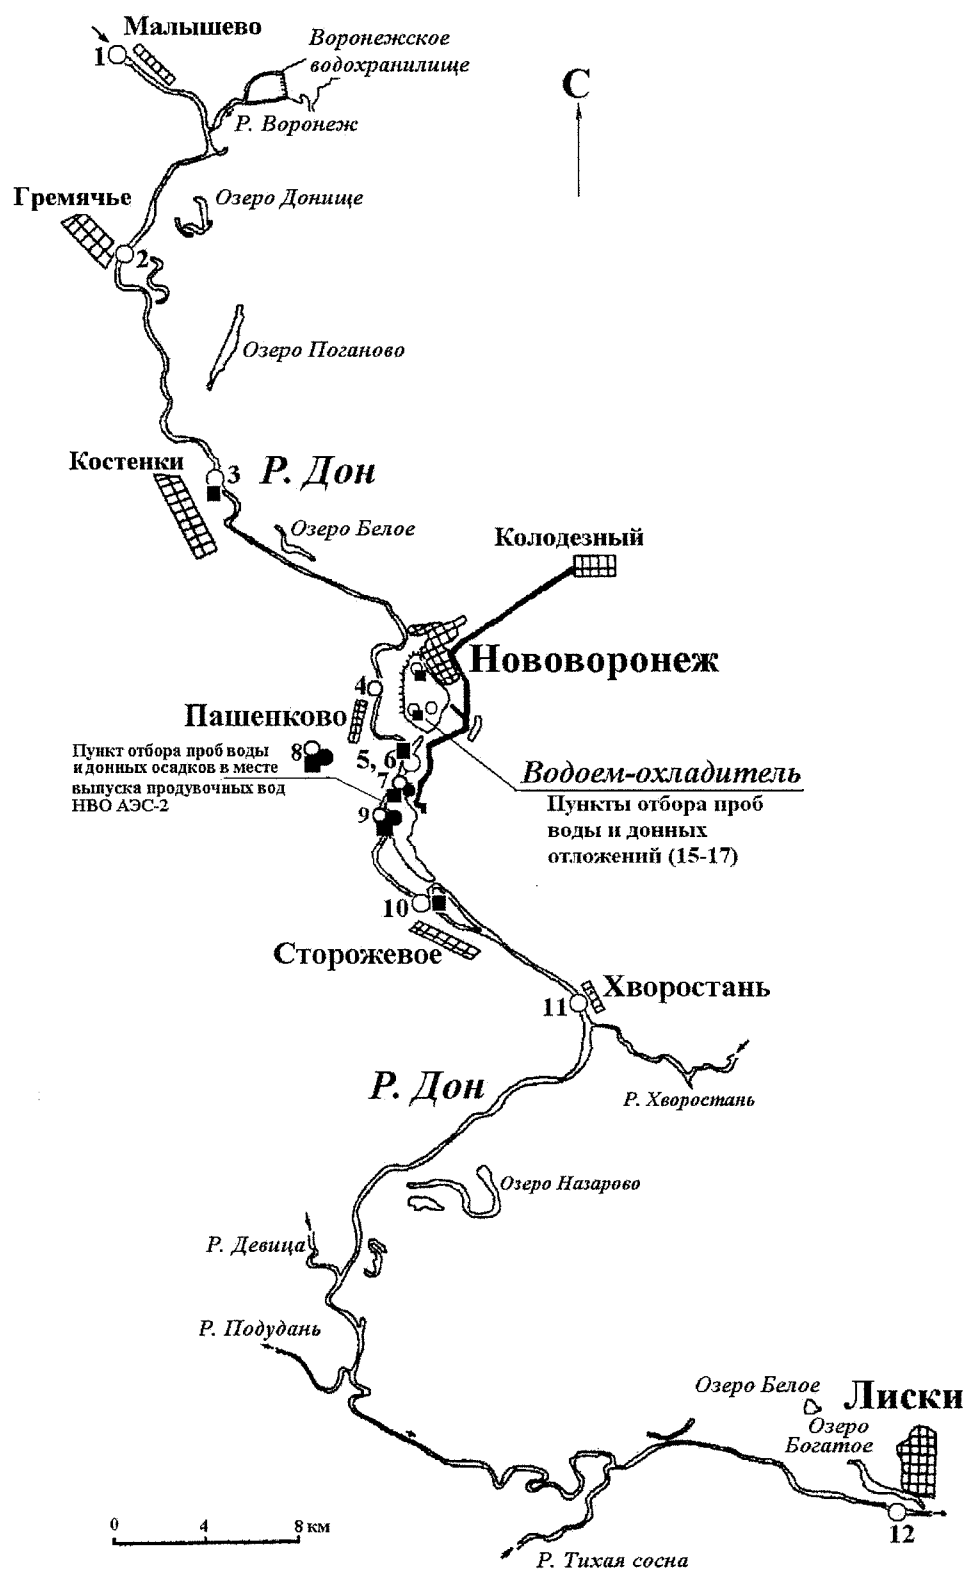 Малышево
1
Воронежское
водохранилище
Р. Воронеж
С
Гремячье
Озеро Донище
2
Озеро Поганово
Костенки
3
Р. Дон
Озеро Белое
Колодезный
Нововоронеж
4
Пашепково
8
5, 6
Пункт отбора проб воды
и донных осадков в месте
выпуска продувочных вод
НВО АЭС-2
7
Водоем-охладитель
Пункты отбора проб
воды и донных
отложений (15-17)
9
10
Сторожевое
Хворостань
11
Р. Дон
Р. Хворостань
Озеро Назарово
Р. Девица
Р. Подудань
Озеро Белое
Лиски
Озеро
Богатое
0 4 8 км
12
Р. Тихая сосна